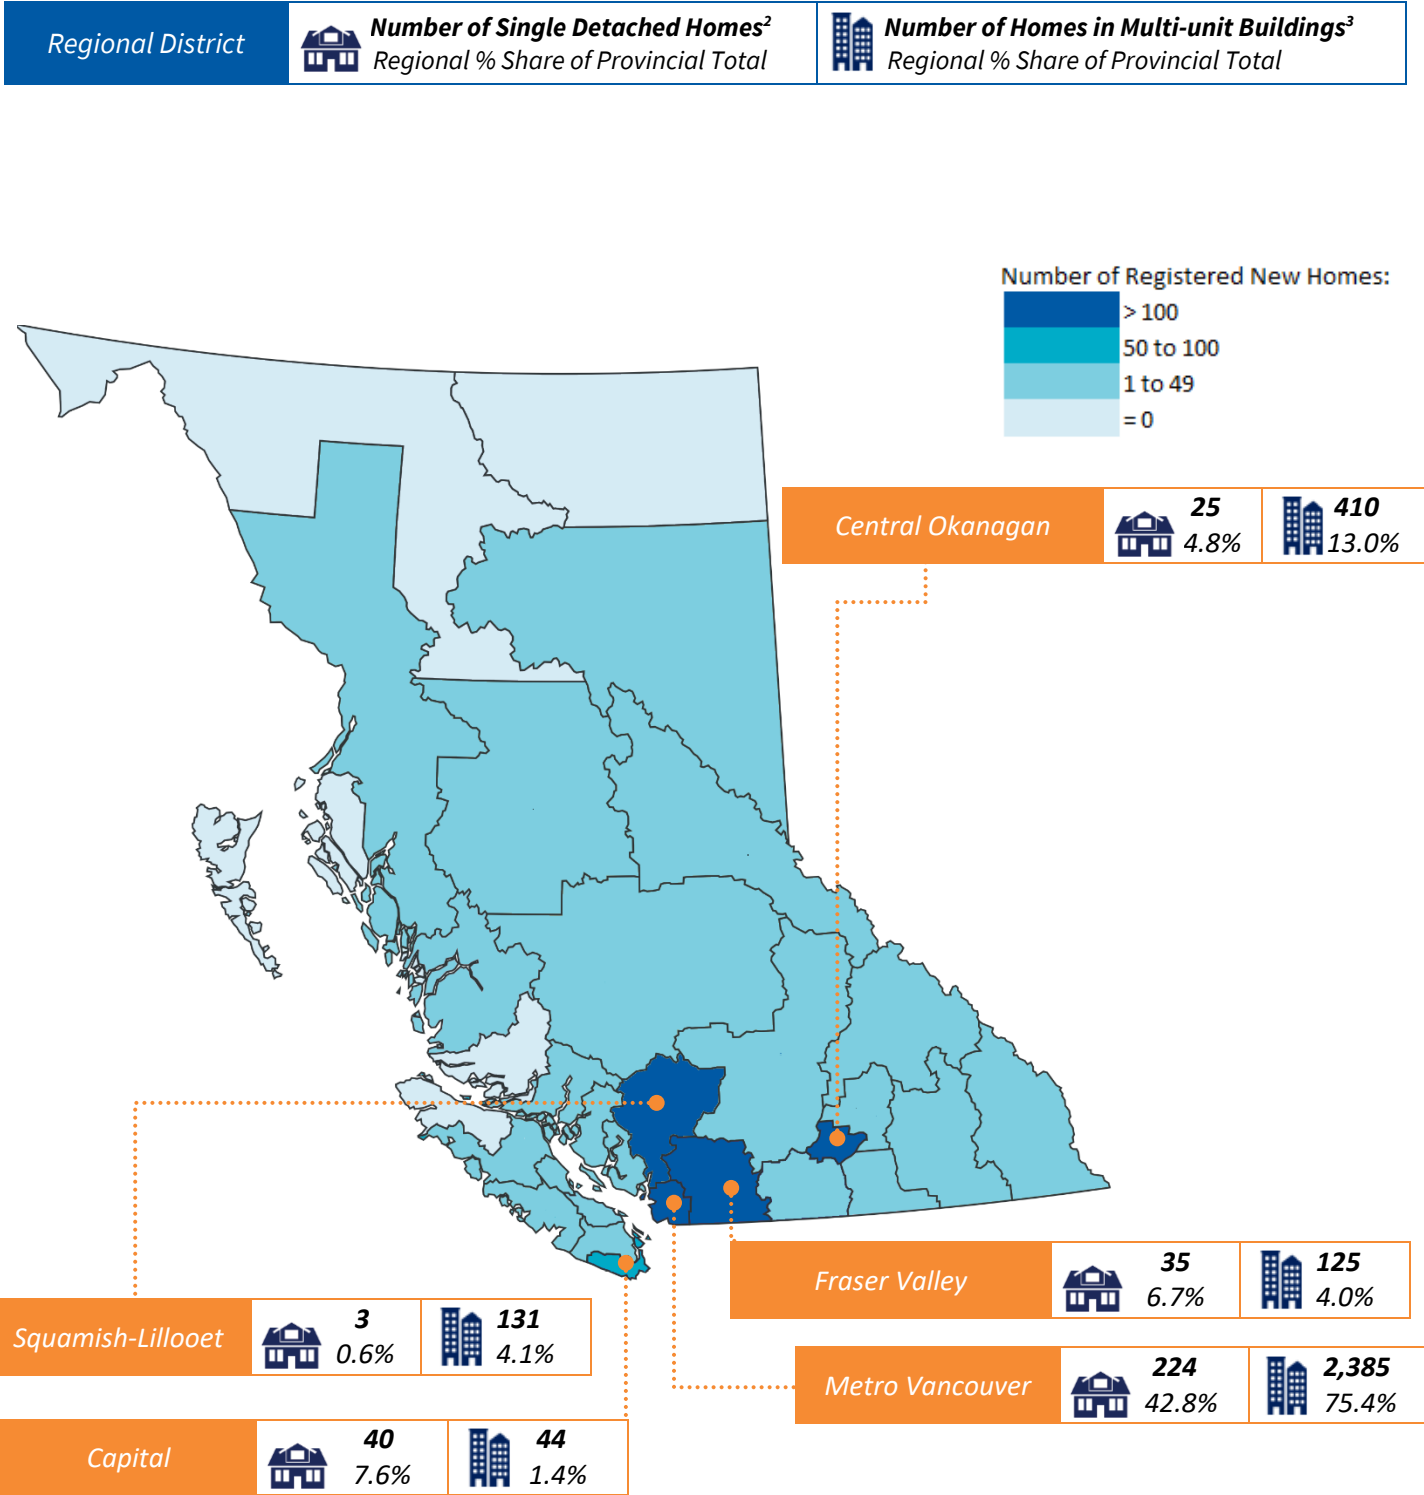 Regional District
Number of Single Detached Homes²
Regional % Share of Provincial Total
Number of Homes in Multi-unit Buildings³
Regional % Share of Provincial Total
Number of Registered New Homes:
> 100
50 to 100
1 to 49
= 0
Central Okanagan
25
4.8%
410
13.0%
Fraser Valley
35
6.7%
125
4.0%
Squamish-Lillooet
3
0.6%
131
4.1%
Metro Vancouver
224
42.8%
2,385
75.4%
Capital
40
7.6%
44
1.4%